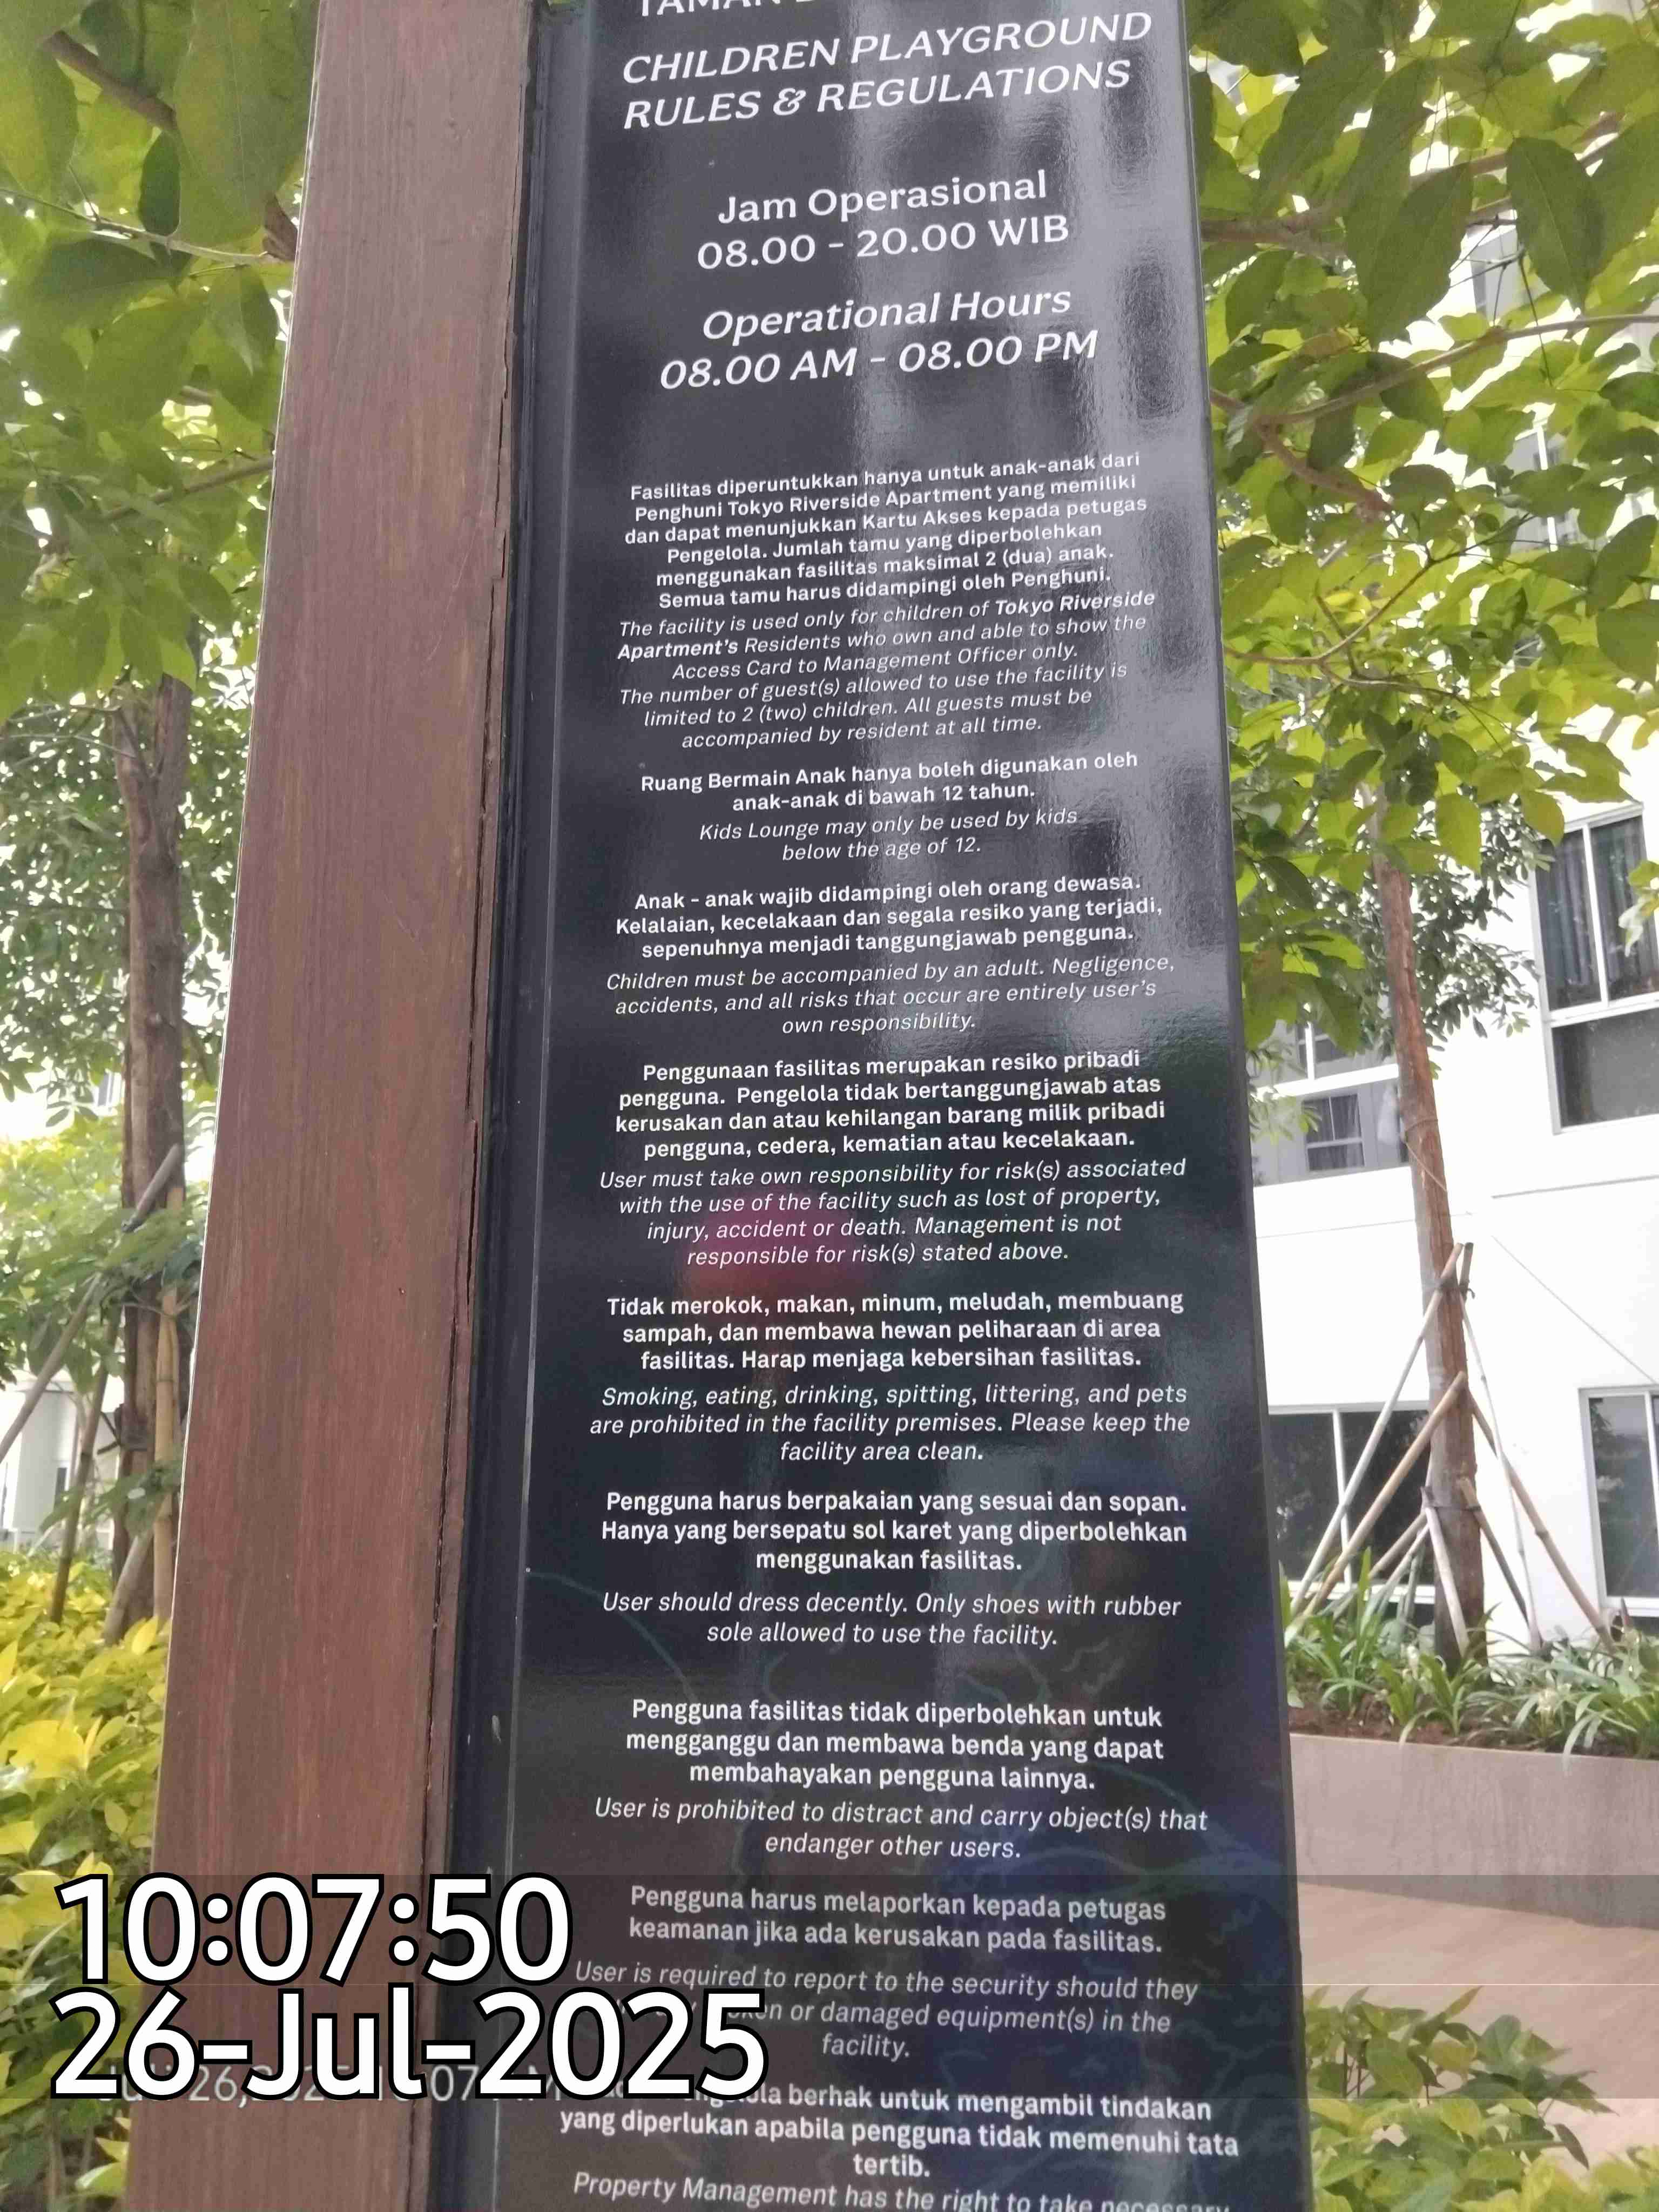 CHILDREN PLAYGROUND
RULES & REGULATIONS
Jam Operasional
08.00 - 20.00 WIB
Operational Hours
08.00 AM - 08.00 PM
Fasilitas diperuntukkan hanya untuk anak-anak dari
Penghuni Tokyo Riverside Apartment yang memiliki
dan dapat menunjukkan Kartu Akses kepada petugas
Pengelola. Jumlah tamu yang diperbolehkan
menggunakan fasilitas maksimal 2 (dua) anak.
Semua tamu harus didampingi oleh Penghuni.
The facility is used only for children of Tokyo Riverside
Apartment's Residents who own and able to show the
Access Card to Management Officer only.
The number of guest(s) allowed to use the facility is
limited to 2 (two) children. All guests must be
accompanied by resident at all time.
Ruang Bermain Anak hanya boleh digunakan oleh
anak-anak di bawah 12 tahun.
Kids Lounge may only be used by kids
below the age of 12.
Anak - anak wajib didampingi oleh orang dewasa.
Kelalaian, kecelakaan dan segala resiko yang terjadi,
sepenuhnya menjadi tanggungjawab pengguna.
Children must be accompanied by an adult. Negligence,
accidents, and all risks that occur are entirely user's
own responsibility.
Penggunaan fasilitas merupakan resiko pribadi
pengguna. Pengelola tidak bertanggungjawab atas
kerusakan dan atau kehilangan barang milik pribadi
pengguna, cedera, kematian atau kecelakaan.
User must take own responsibility for risk(s) associated
with the use of the facility such as lost of property,
injury, accident or death. Management is not
responsible for risk(s) stated above.
Tidak merokok, makan, minum, meludah, membuang
sampah, dan membawa hewan peliharaan di area
fasilitas. Harap menjaga kebersihan fasilitas.
Smoking, eating, drinking, spitting, littering, and pets
are prohibited in the facility premises. Please keep the
facility area clean.
Pengguna harus berpakaian yang sesuai dan sopan.
Hanya yang bersepatu sol karet yang diperbolehkan
menggunakan fasilitas.
User should dress decently. Only shoes with rubber
sole allowed to use the facility.
Pengguna fasilitas tidak diperbolehkan untuk
mengganggu dan membawa benda yang dapat
membahayakan pengguna lainnya.
User is prohibited to distract and carry object(s) that
endanger other users.
Pengguna harus melaporkan kepada petugas
keamanan jika ada kerusakan pada fasilitas.
User is required to report to the security should they
or damaged equipment(s) in the
facility.
berhak untuk mengambil tindakan
yang diperlukan apabila pengguna tidak memenuhi tata
tertib.
Property Management has the right to take necessary
10:07:50
26-Jul-2025